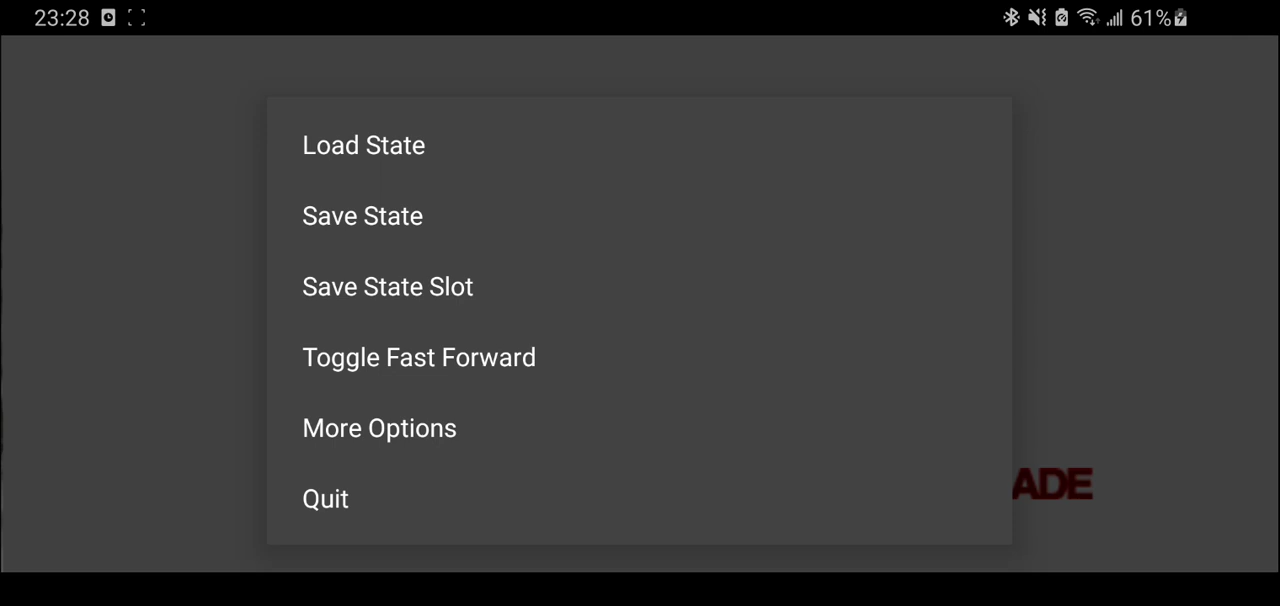 23:28
61%
Load State
Save State
Save State Slot
Toggle Fast Forward
More Options
Quit
ADE